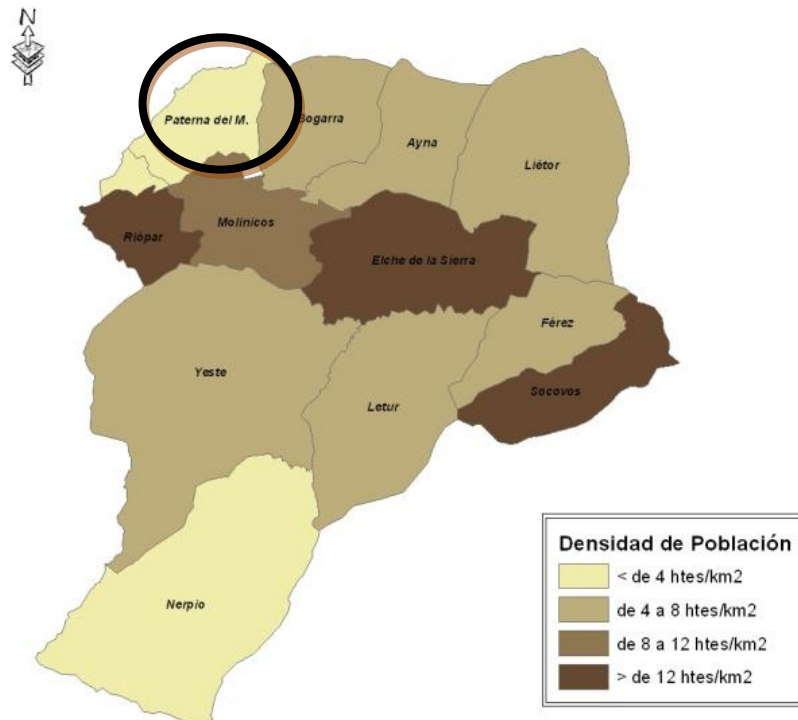 N
Paterna del M.
Bogarra
Ayna
Liétor
Riópar
Molinicos
Elche de la Sierra
Férez
Yeste
Letur
Socovos
Nerpio
Densidad de Población
< de 4 htes/km2
de 4 a 8 htes/km2
de 8 a 12 htes/km2
> de 12 htes/km2